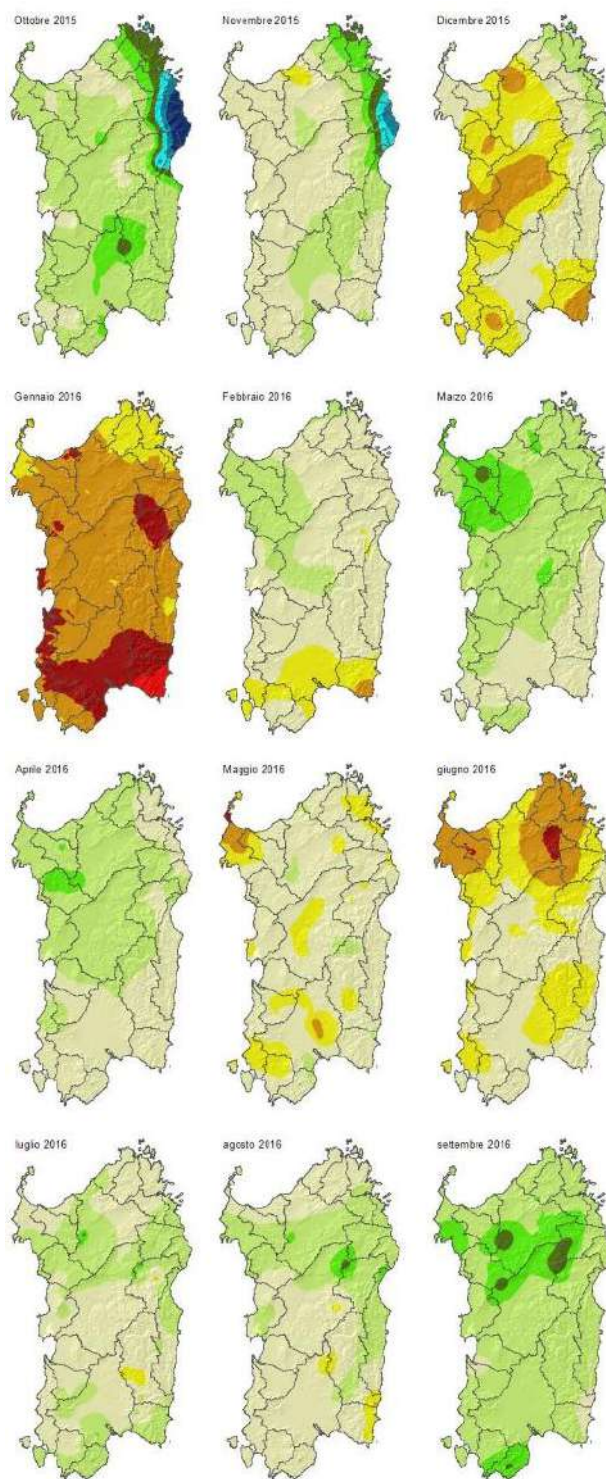 Ottobre 2015
Novembre 2015
Dicembre 2015
Gennaio 2016
Febbraio 2016
Marzo 2016
Aprile 2016
Maggio 2016
giugno 2016
luglio 2016
agosto 2016
settembre 2016